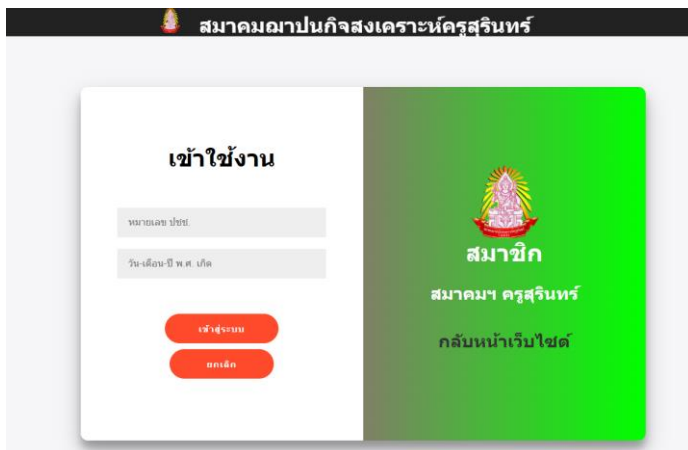 สมาคมฌาปนกิจสงเคราะห์ครูสุรินทร์
เข้าใช้งาน
หมายเลข ปชช.
วัน-เดือน-ปี พ.ศ. เกิด
เข้าสู่ระบบ
ยกเลิก
สมาชิก
สมาคมฯ ครูสุรินทร์
กลับหน้าเว็บไซต์